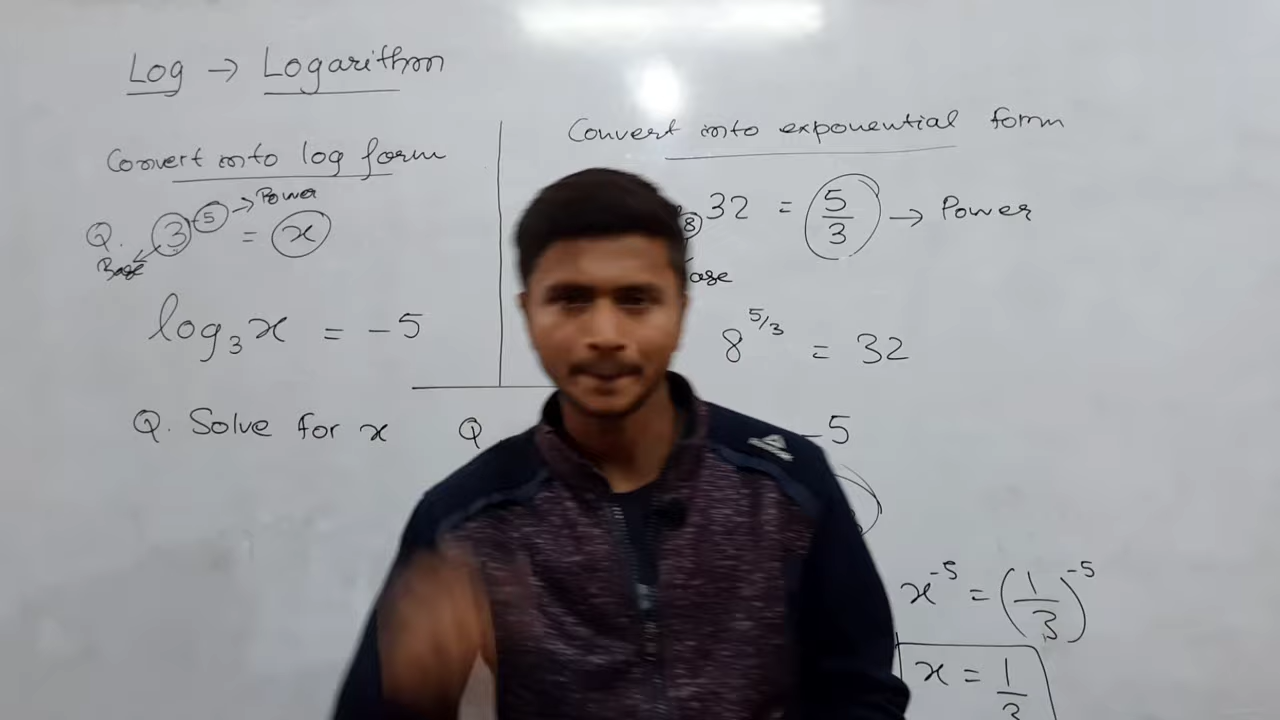 Log → Logarithm
Convert into log form
Q. 3^-5 = x
Power
Base
log₃x = -5
Convert into exponential form
8 32 = 5/3 → Power
ase
8^5/3 = 32
Q. Solve for x
Q
-5
x^-5 = (1/3)^-5
x = 1/3